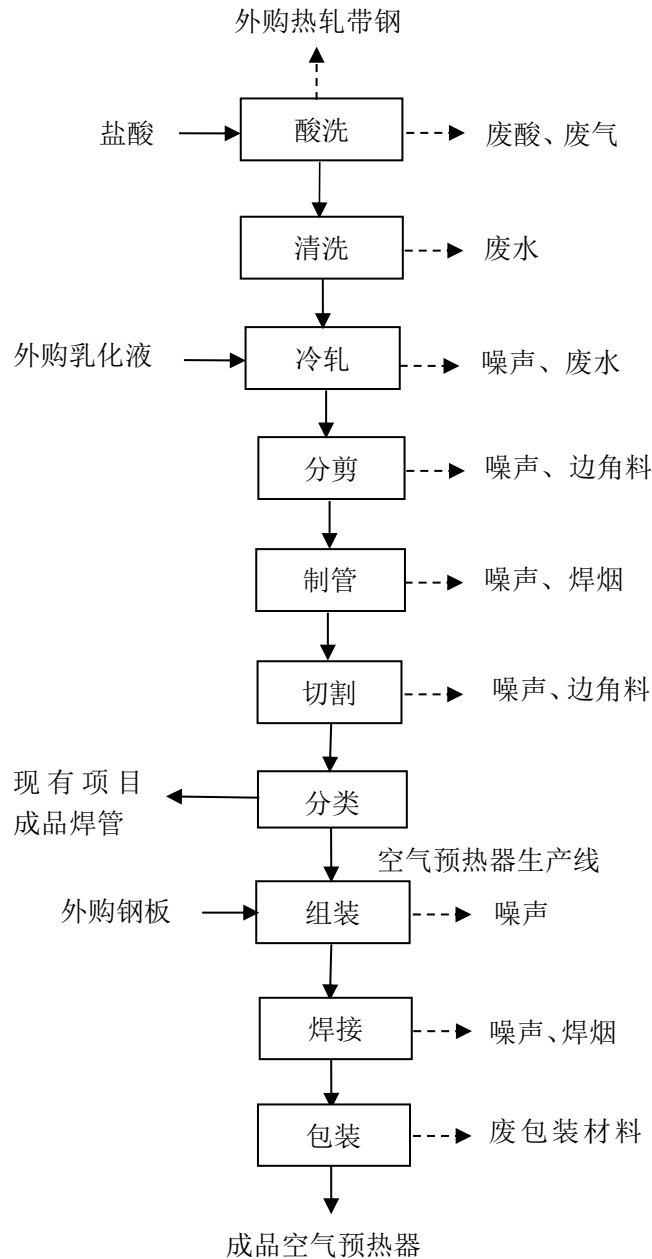 外购热轧带钢
盐酸
酸洗
废酸、废气
清洗
废水
外购乳化液
冷轧
噪声、废水
分剪
噪声、边角料
制管
噪声、焊烟
切割
噪声、边角料
现有项目
成品焊管
分类
空气预热器生产线
外购钢板
组装
噪声
焊接
噪声、焊烟
包装
废包装材料
成品空气预热器